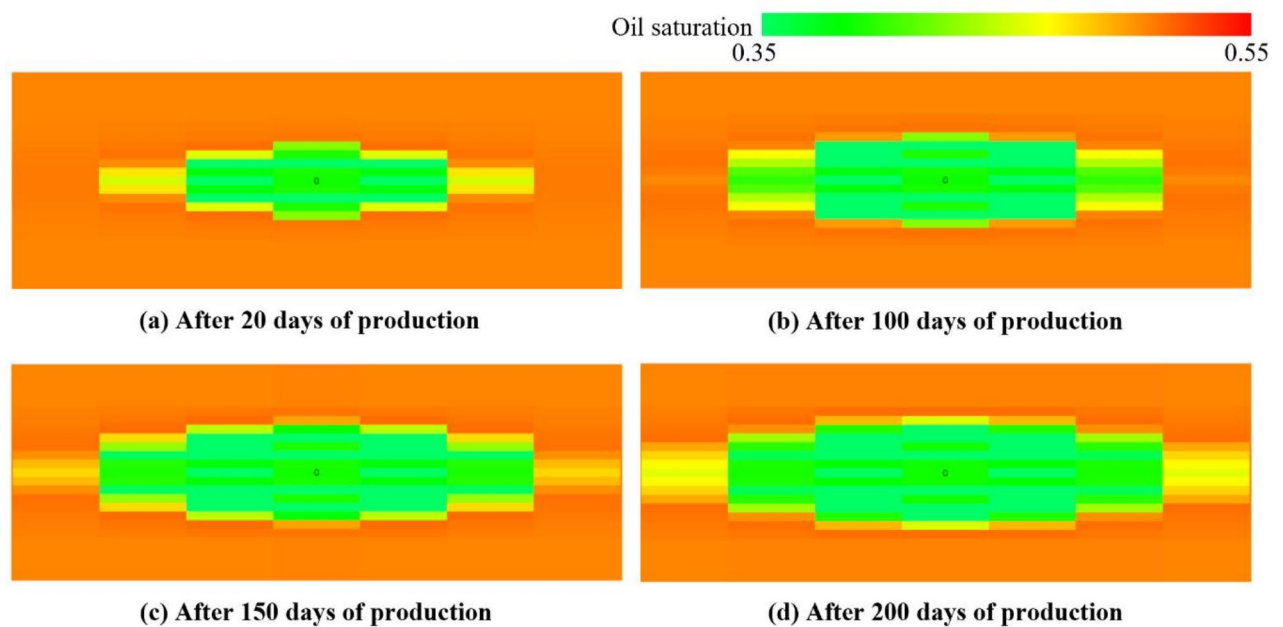 Oil saturation
0.35 0.55
(a) After 20 days of production
(b) After 100 days of production
(c) After 150 days of production
(d) After 200 days of production